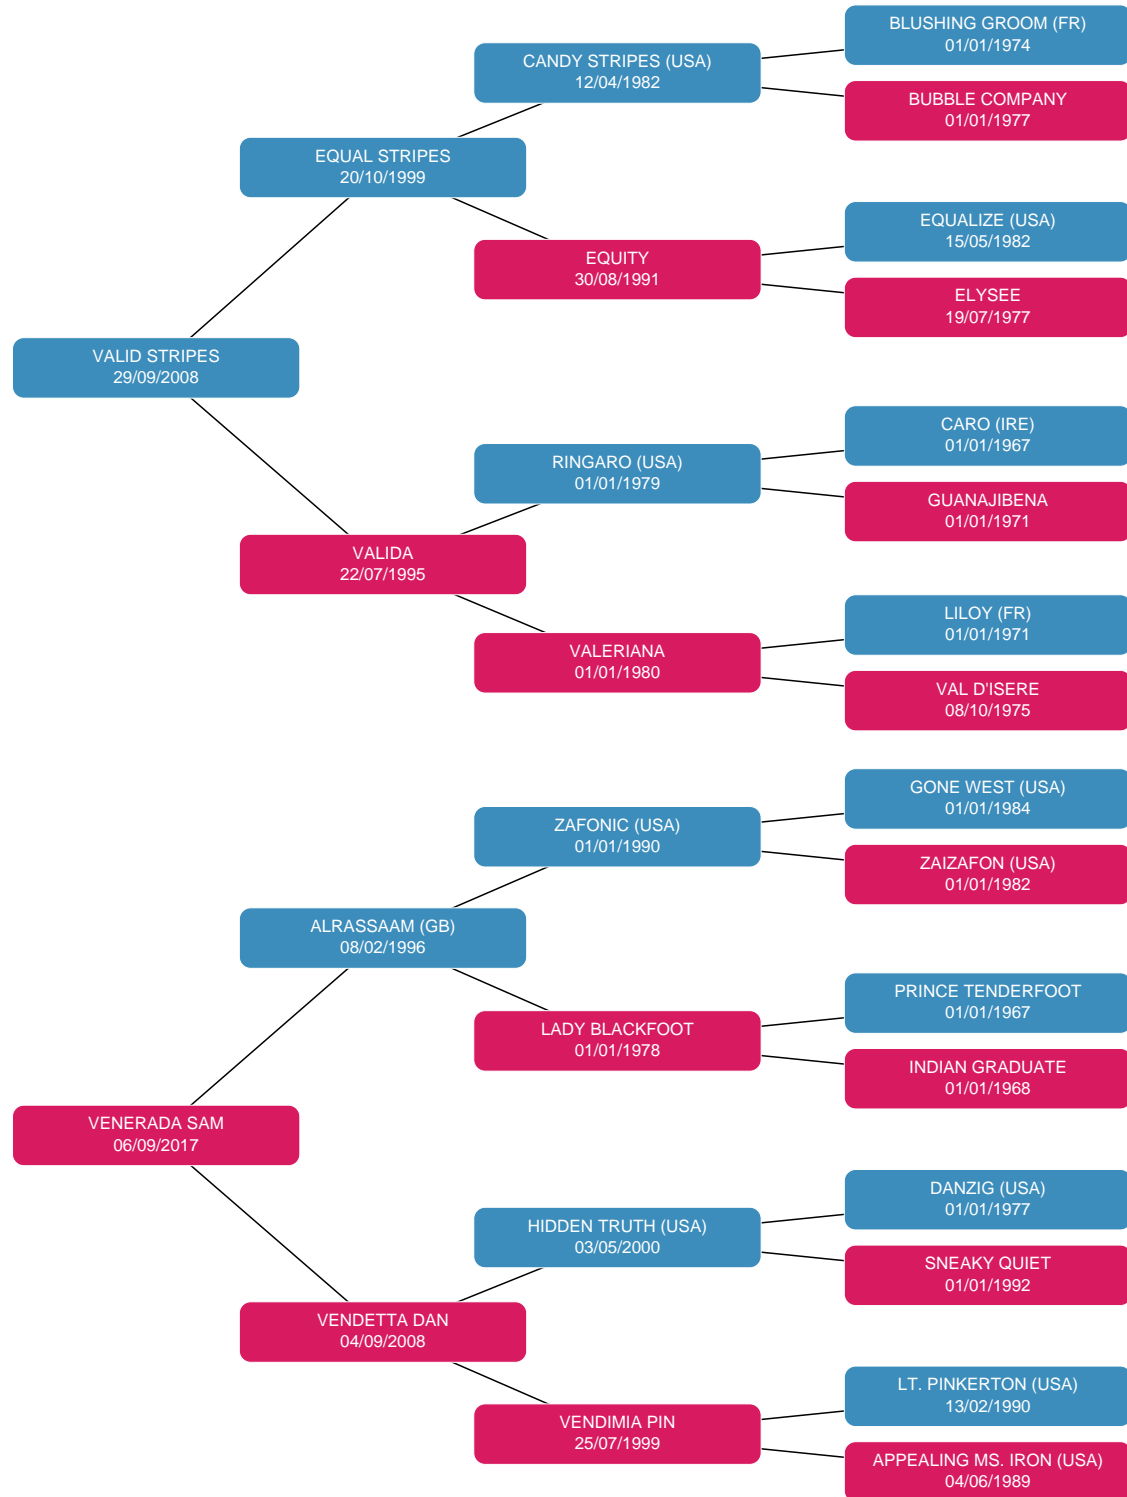 BLUSHING GROOM (FR)
01/01/1974
CANDY STRIPES (USA)
12/04/1982
BUBBLE COMPANY
01/01/1977
EQUAL STRIPES
20/10/1999
EQUALIZE (USA)
15/05/1982
EQUITY
30/08/1991
ELYSEE
19/07/1977
VALID STRIPES
29/09/2008
CARO (IRE)
01/01/1967
RINGARO (USA)
01/01/1979
GUANAJIBENA
01/01/1971
VALIDA
22/07/1995
LILOY (FR)
01/01/1971
VALERIANA
01/01/1980
VAL D'ISERE
08/10/1975
GONE WEST (USA)
01/01/1984
ZAFONIC (USA)
01/01/1990
ZAIZAFON (USA)
01/01/1982
ALRASSAAM (GB)
08/02/1996
PRINCE TENDERFOOT
01/01/1967
LADY BLACKFOOT
01/01/1978
INDIAN GRADUATE
01/01/1968
VENERADA SAM
06/09/2017
DANZIG (USA)
01/01/1977
HIDDEN TRUTH (USA)
03/05/2000
SNEAKY QUIET
01/01/1992
VENDETTA DAN
04/09/2008
LT. PINKERTON (USA)
13/02/1990
VENDIMIA PIN
25/07/1999
APPEALING MS. IRON (USA)
04/06/1989